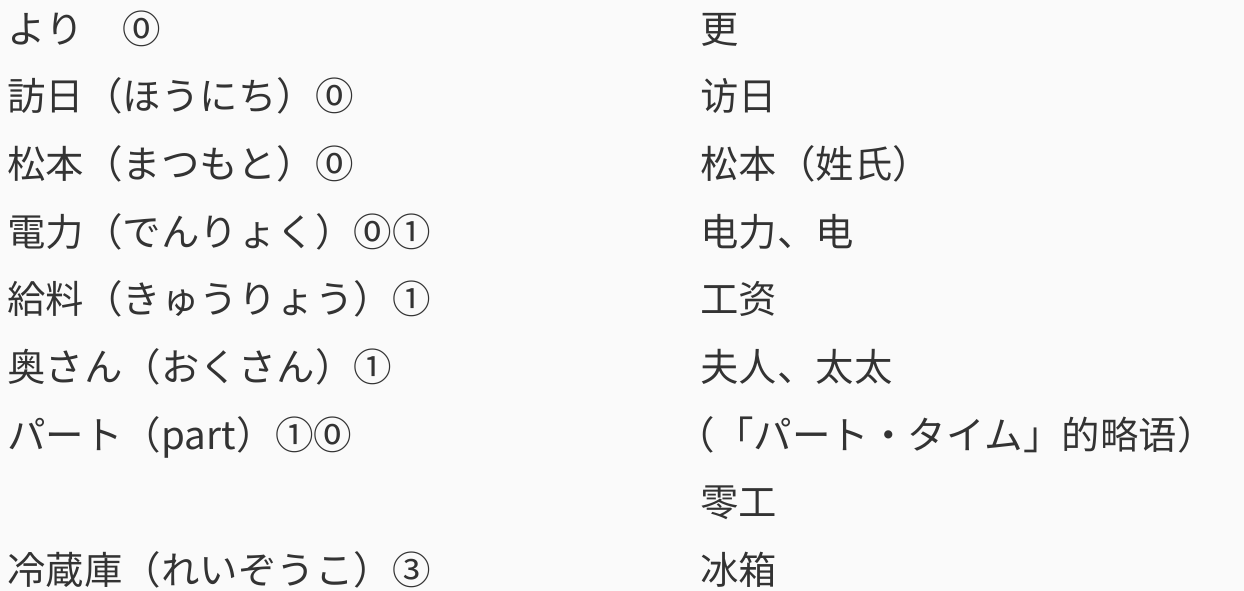 より　⓪　更
訪日（ほうにち）⓪　访日
松本（まつもと）⓪　松本（姓氏）
電力（でんりょく）⓪①　电力、电
給料（きゅうりょう）①　工资
奥さん（おくさん）①　夫人、太太
パート（part）①⓪　（「パート・タイム」的略语）
零工
冷蔵庫（れいぞうこ）③　冰箱